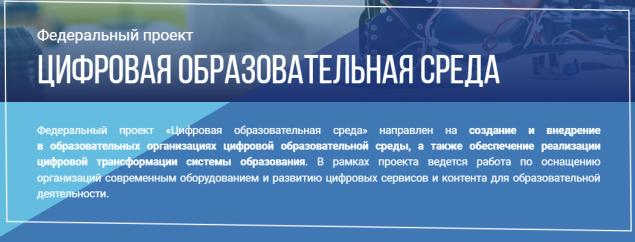 Федеральный проект
ЦИФРОВАЯ ОБРАЗОВАТЕЛЬНАЯ СРЕДА
Федеральный проект «Цифровая образовательная среда» направлен на создание и внедрение
в образовательных организациях цифровой образовательной среды, а также обеспечение реализации
цифровой трансформации системы образования. В рамках проекта ведется работа по оснащению
организаций современным оборудованием и развитию цифровых сервисов и контента для образовательной
деятельности.